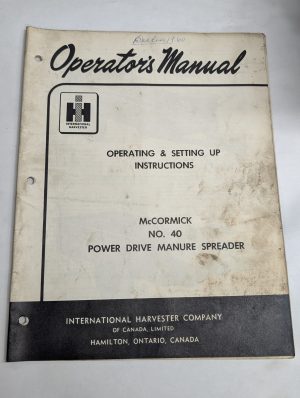 Operator's Manual
IH
INTERNATIONAL
HARVESTER
OPERATING & SETTING UP
INSTRUCTIONS
McCORMICK
NO. 40
POWER DRIVE MANURE SPREADER
INTERNATIONAL HARVESTER COMPANY
OF CANADA, LIMITED
HAMILTON, ONTARIO, CANADA